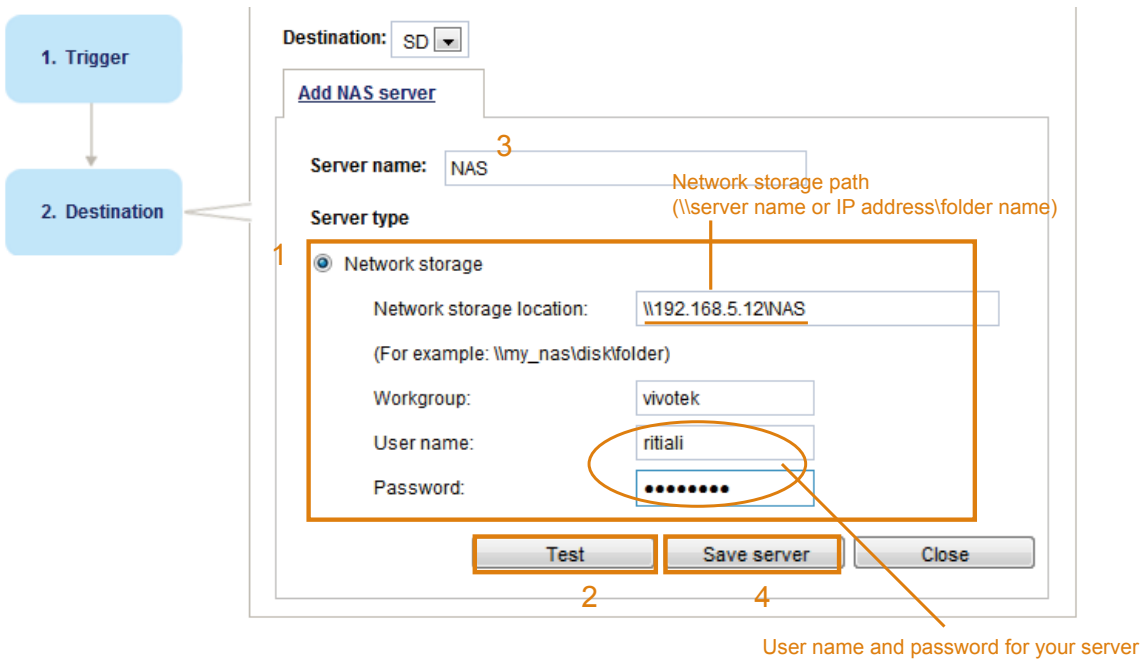 1. Trigger
2. Destination
Destination: SD
Add NAS server
3
Server name: NAS
Network storage path
(\\server name or IP address\folder name)
Server type
1
Network storage
Network storage location: \\192.168.5.12\NAS
(For example: \\my_nas\disk\folder)
Workgroup: vivotek
User name: ritiali
Password: ••••••••
Test Save server Close
2 4
User name and password for your server